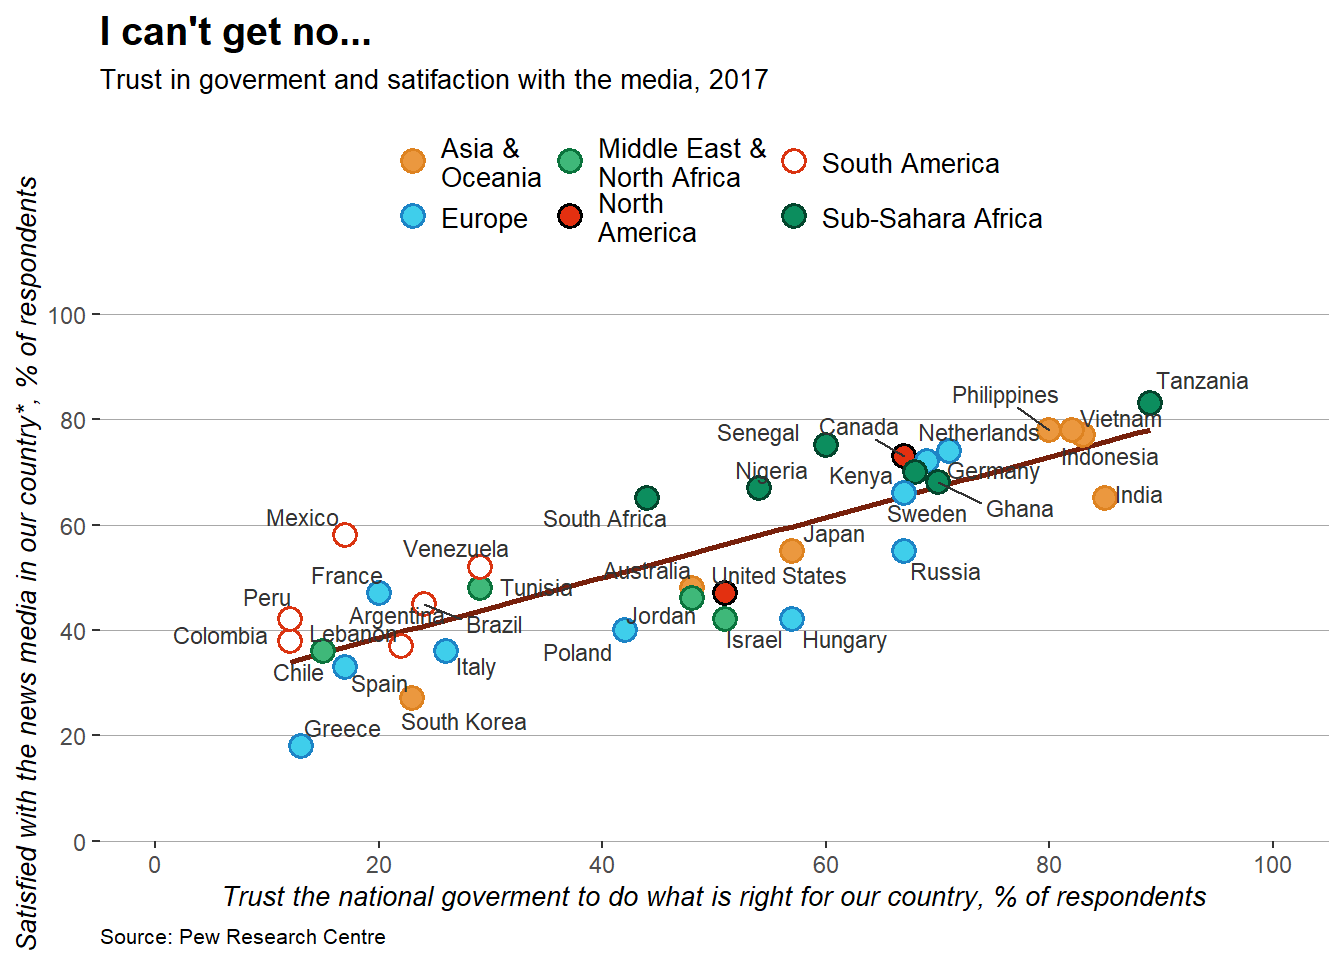 I can't get no...
Trust in goverment and satifaction with the media, 2017
Asia &
Oceania
Middle East &
North Africa
South America
Europe
North
America
Sub-Sahara Africa
Satisfied with the news media in our country*, % of respondents
100
80
60
40
20
0
Tanzania
Philippines
Vietnam
Canada
Senegal
Netherlands
Indonesia
Nigeria
Kenya
Germany
India
Ghana
Sweden
South Africa
Mexico
Japan
Venezuela
Australia
United States
Russia
France
Tunisia
Peru
Argentina
Jordan
Brazil
Colombia
Lebanon
Israel
Hungary
Poland
Italy
Chile
Spain
South Korea
Greece
0
20
40
60
80
100
Trust the national goverment to do what is right for our country, % of respondents
Source: Pew Research Centre